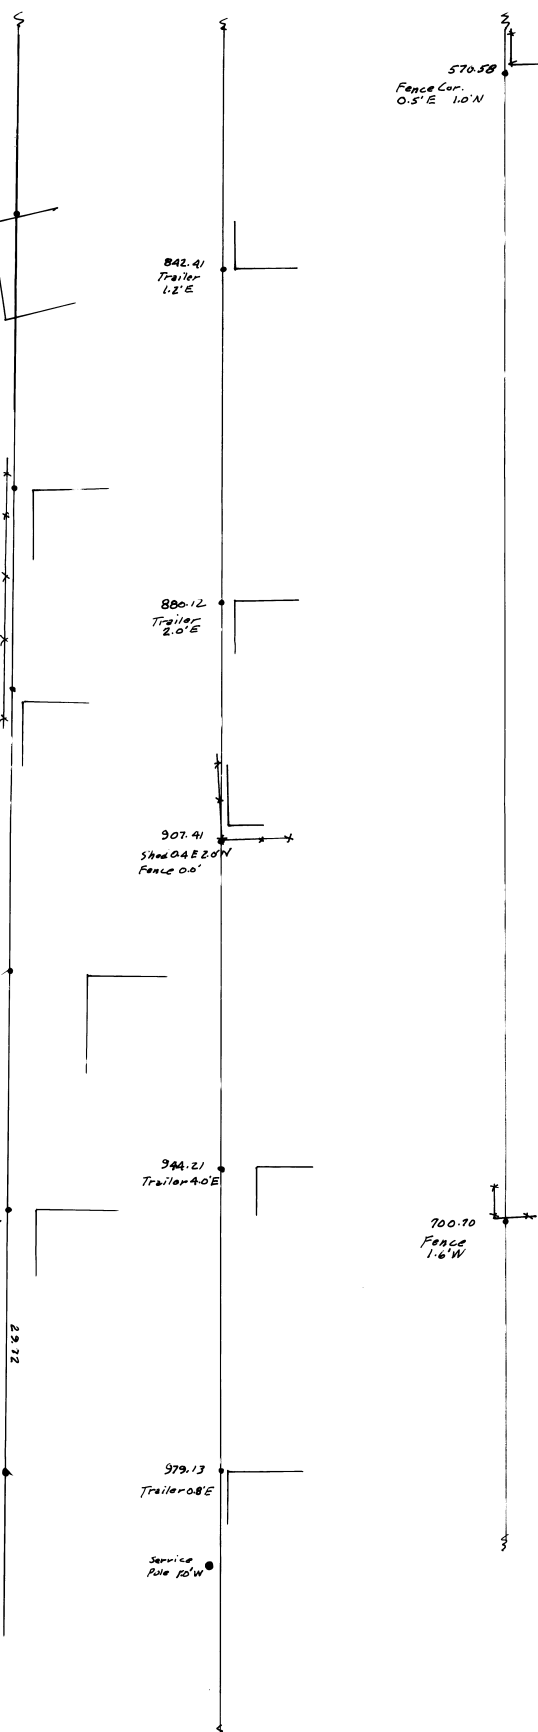 570.58
Fence Cor.
0.5' E 1.0' N
842.41
Trailer
1.2' E
880.12
Trailer
2.0' E
907.41
Shed 0.4 E 2.0' N
Fence 0.0'
944.21
Trailer 4.0' E
700.70
Fence
1.6' W
29.72
979.13
Trailer 0.8' E
Service
Pole 1.0' W